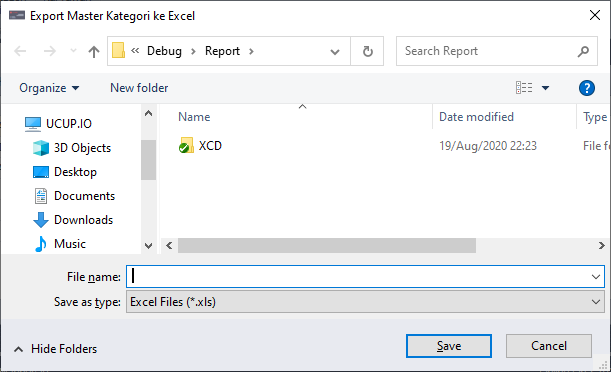 Export Master Kategori ke Excel
« Debug > Report >
Search Report
Organize
New folder
?
Name
Date modified
Type
UCUP.IO
3D Objects
Desktop
Documents
Downloads
Music
XCD
19/Aug/2020 22:23
File f
File name:
Save as type:
Excel Files (*.xls)
Hide Folders
Save
Cancel